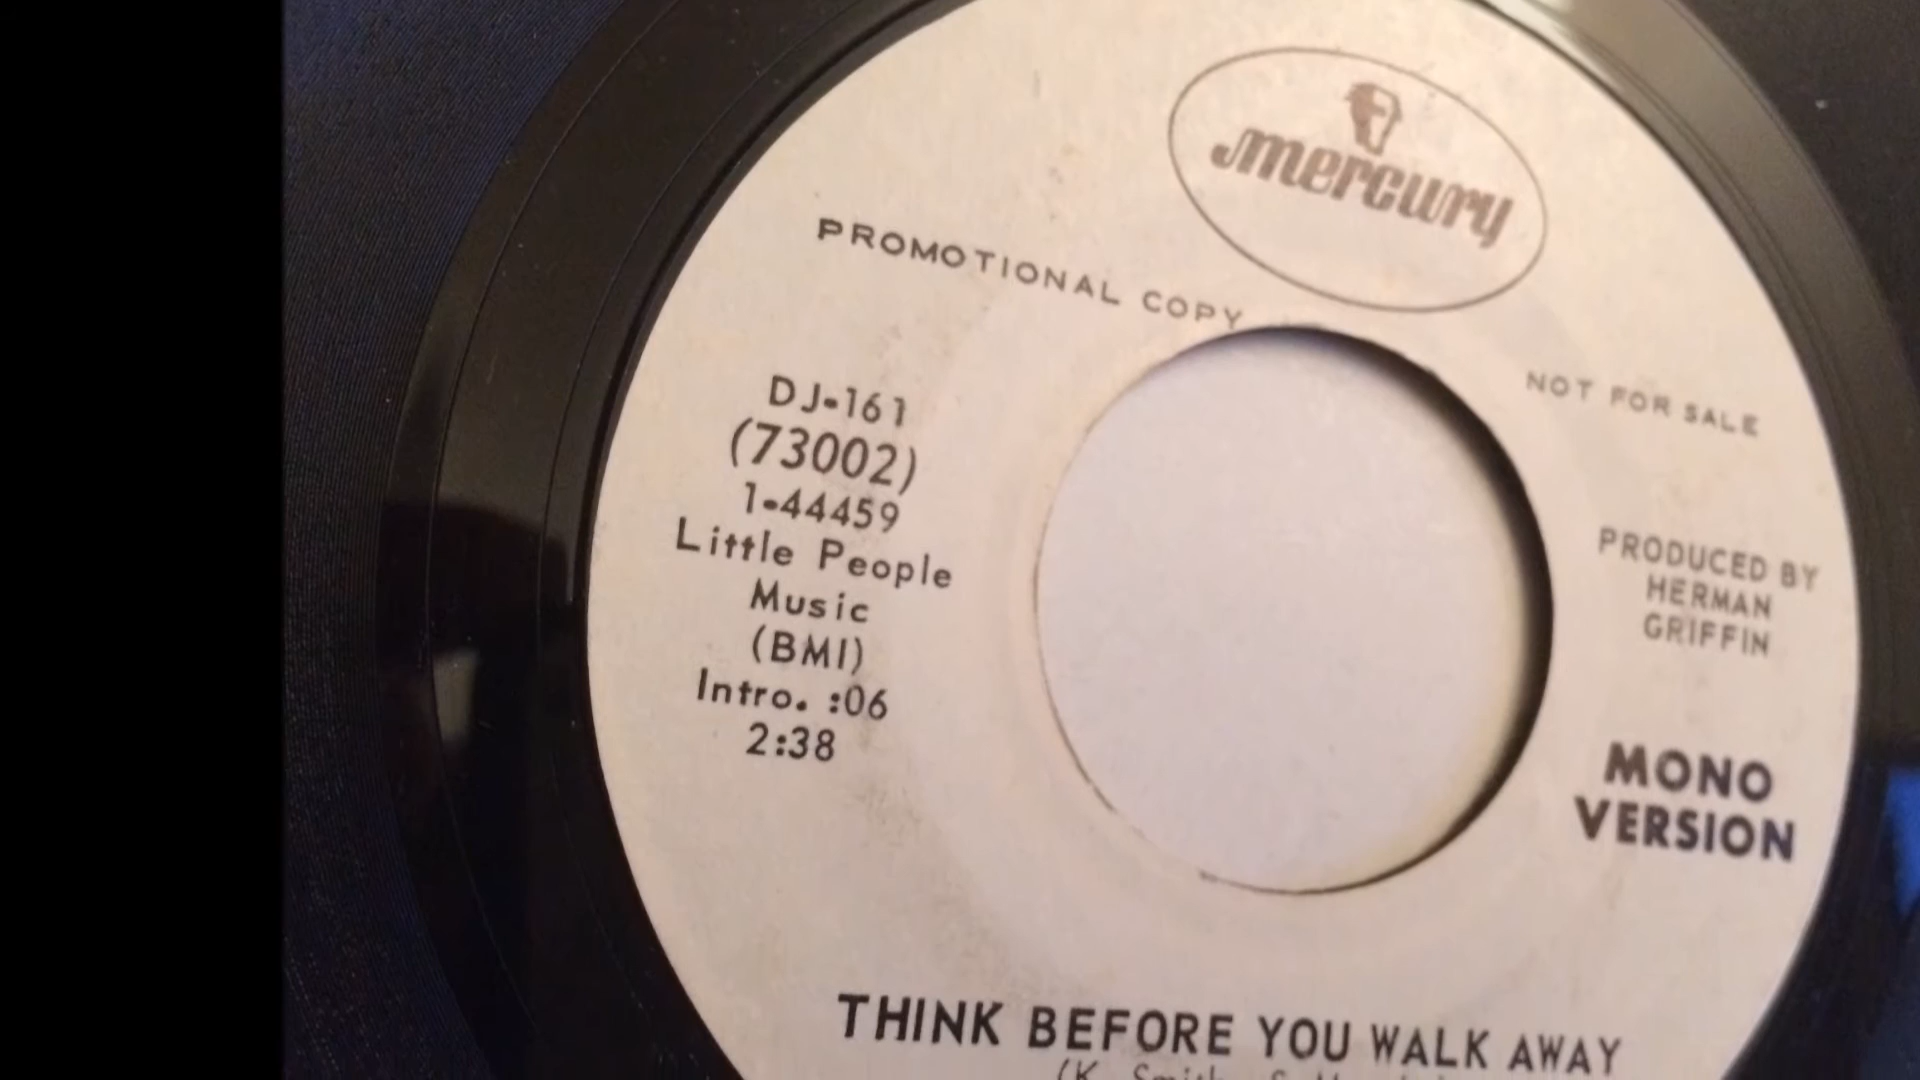 mercury
PROMOTIONAL COPY
NOT FOR SALE
DJ-161
(73002)
1-44459
Little People
Music
(BMI)
Intro. :06
2:38
PRODUCED BY
HERMAN
GRIFFIN
MONO
VERSION
THINK BEFORE YOU WALK AWAY
(K. Smith